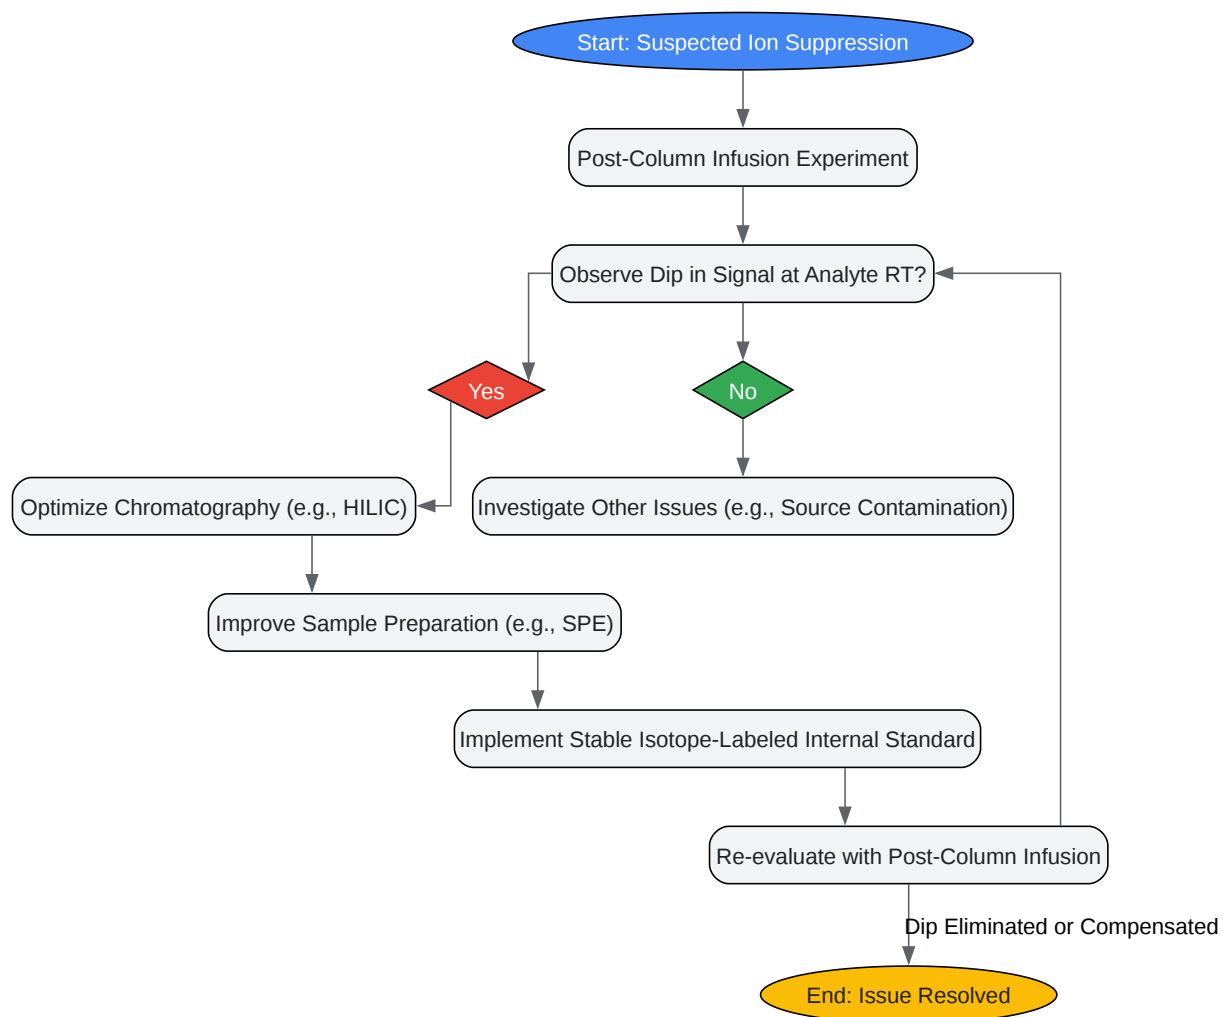 Start: Suspected Ion Suppression
Post-Column Infusion Experiment
Observe Dip in Signal at Analyte RT?
Yes
No
Optimize Chromatography (e.g., HILIC)
Investigate Other Issues (e.g., Source Contamination)
Improve Sample Preparation (e.g., SPE)
Implement Stable Isotope-Labeled Internal Standard
Re-evaluate with Post-Column Infusion
Dip Eliminated or Compensated
End: Issue Resolved